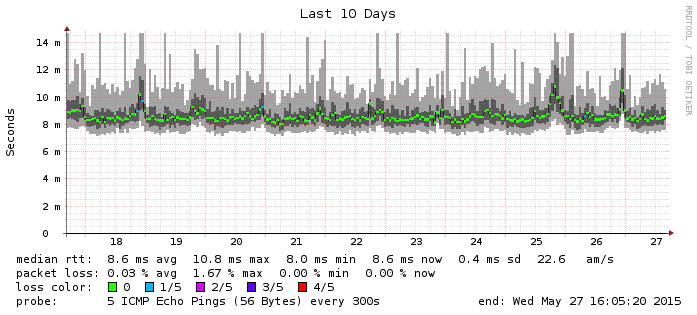 Last 10 Days
RRDTOOL / TOBI OETIKER
Seconds
14 m
12 m
10 m
8 m
6 m
4 m
2 m
0
18 19 20 21 22 23 24 25 26 27
median rtt: 8.6 ms avg 10.8 ms max 8.0 ms min 8.6 ms now 0.4 ms sd 22.6 am/s
packet loss: 0.03 % avg 1.67 % max 0.00 % min 0.00 % now
loss color: 0 1/5 2/5 3/5 4/5
probe: 5 ICMP Echo Pings (56 Bytes) every 300s end: Wed May 27 16:05:20 2015